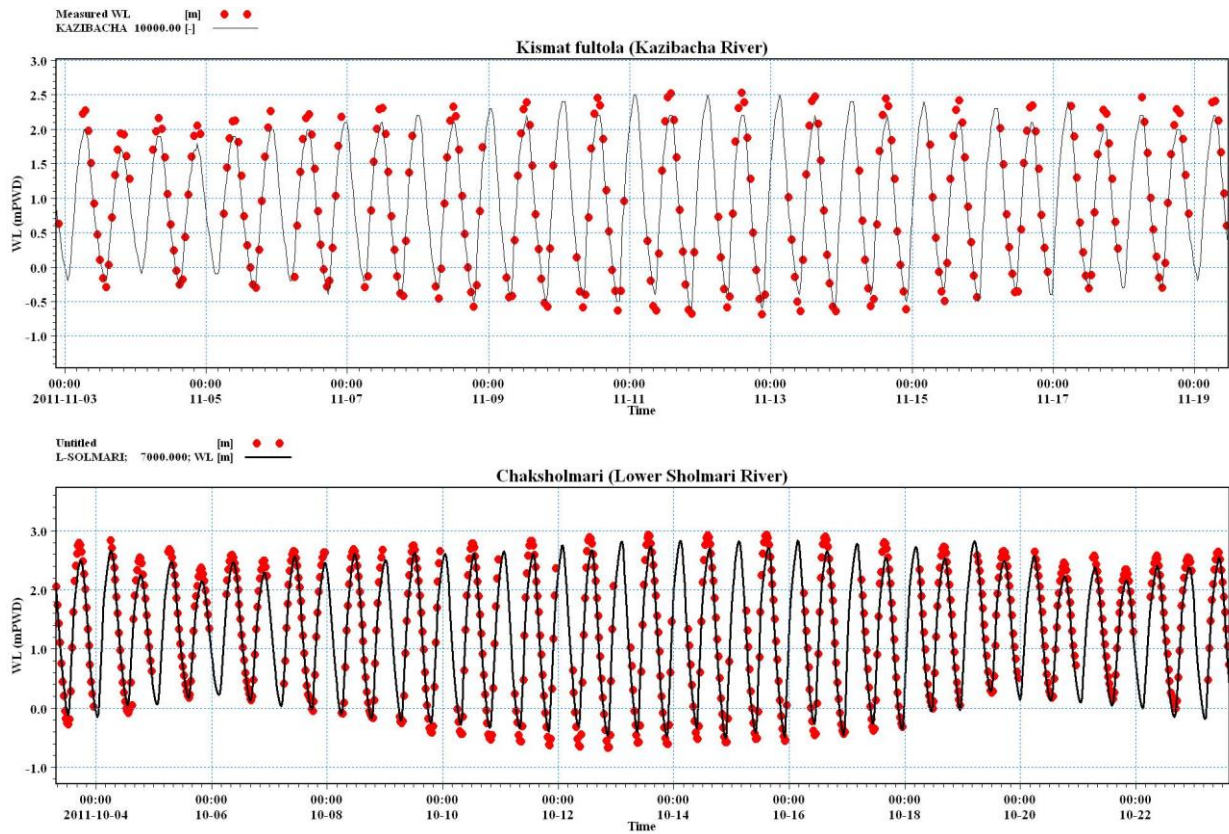 Measured WL [m]
KAZIBACHA 10000.00 [-]
Kismat fultola (Kazibacha River)
3.0
2.5
2.0
1.5
1.0
0.5
0.0
-0.5
-1.0
WL (mPWD)
00:00 00:00 00:00 00:00 00:00 00:00 00:00 00:00 00:00
2011-11-03 11-05 11-07 11-09 11-11 11-13 11-15 11-17 11-19
Time
Untitled [m]
L-SOLMARI; 7000.000; WL [m]
Chaksholmari (Lower Sholmari River)
3.0
2.0
1.0
0.0
-1.0
WL (mPWD)
00:00 00:00 00:00 00:00 00:00 00:00 00:00 00:00 00:00 00:00
2011-10-04 10-06 10-08 10-10 10-12 10-14 10-16 10-18 10-20 10-22
Time